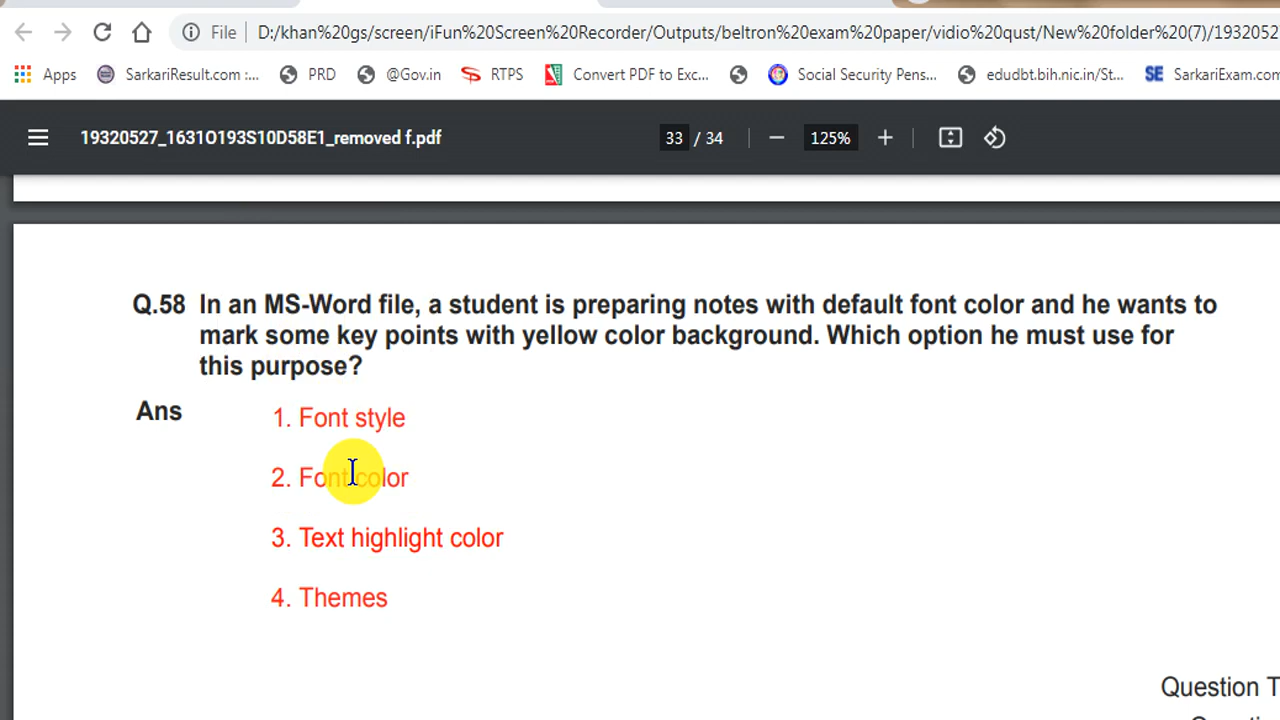 File D:/khan%20gs/screen/iFun%20Screen%20Recorder/Outputs/beltron%20exam%20paper/vidio%20qust/New%20folder%20(7)/1932052
Apps SarkariResult.com :... PRD @Gov.in RTPS Convert PDF to Exc... Social Security Pens... edudbt.bih.nic.in/St... SE SarkariExam.com
19320527_1631O193S10D58E1_removed f.pdf 33 / 34 125%
Q.58 In an MS-Word file, a student is preparing notes with default font color and he wants to
mark some key points with yellow color background. Which option he must use for
this purpose?
Ans 1. Font style
2. Font color
3. Text highlight color
4. Themes
Question T